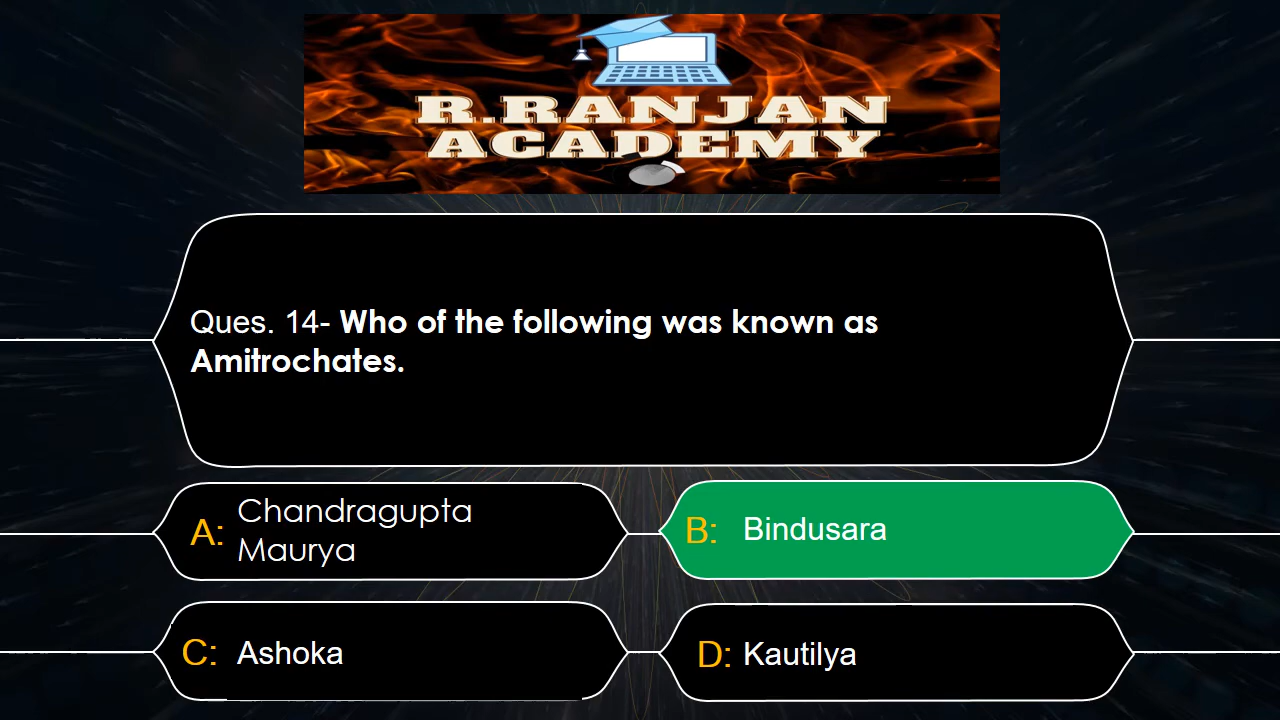 R.RANJAN
ACADEMY
Ques. 14- Who of the following was known as
Amitrochates.
A: Chandragupta
Maurya
B: Bindusara
C: Ashoka
D: Kautilya